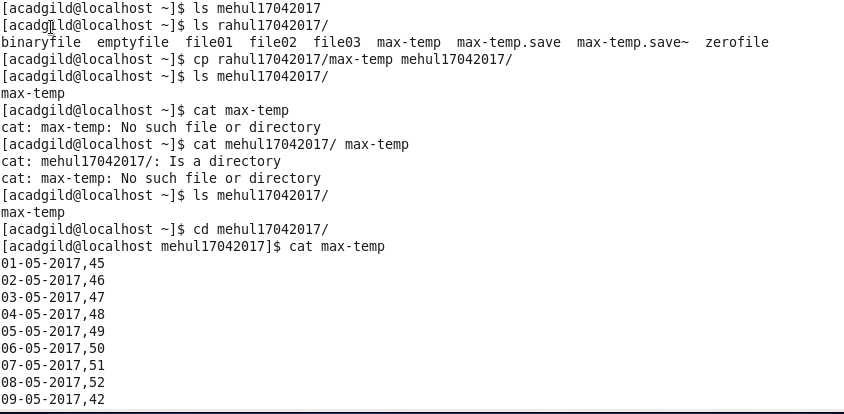 [acadgild@localhost ~]$ ls mehul17042017
[acadgild@localhost ~]$ ls rahul17042017/
binaryfile  emptyfile  file01  file02  file03  max-temp  max-temp.save  max-temp.save~  zerofile
[acadgild@localhost ~]$ cp rahul17042017/max-temp mehul17042017/
[acadgild@localhost ~]$ ls mehul17042017/
max-temp
[acadgild@localhost ~]$ cat max-temp
cat: max-temp: No such file or directory
[acadgild@localhost ~]$ cat mehul17042017/ max-temp
cat: mehul17042017/: Is a directory
cat: max-temp: No such file or directory
[acadgild@localhost ~]$ ls mehul17042017/
max-temp
[acadgild@localhost ~]$ cd mehul17042017/
[acadgild@localhost mehul17042017]$ cat max-temp
01-05-2017,45
02-05-2017,46
03-05-2017,47
04-05-2017,48
05-05-2017,49
06-05-2017,50
07-05-2017,51
08-05-2017,52
09-05-2017,42